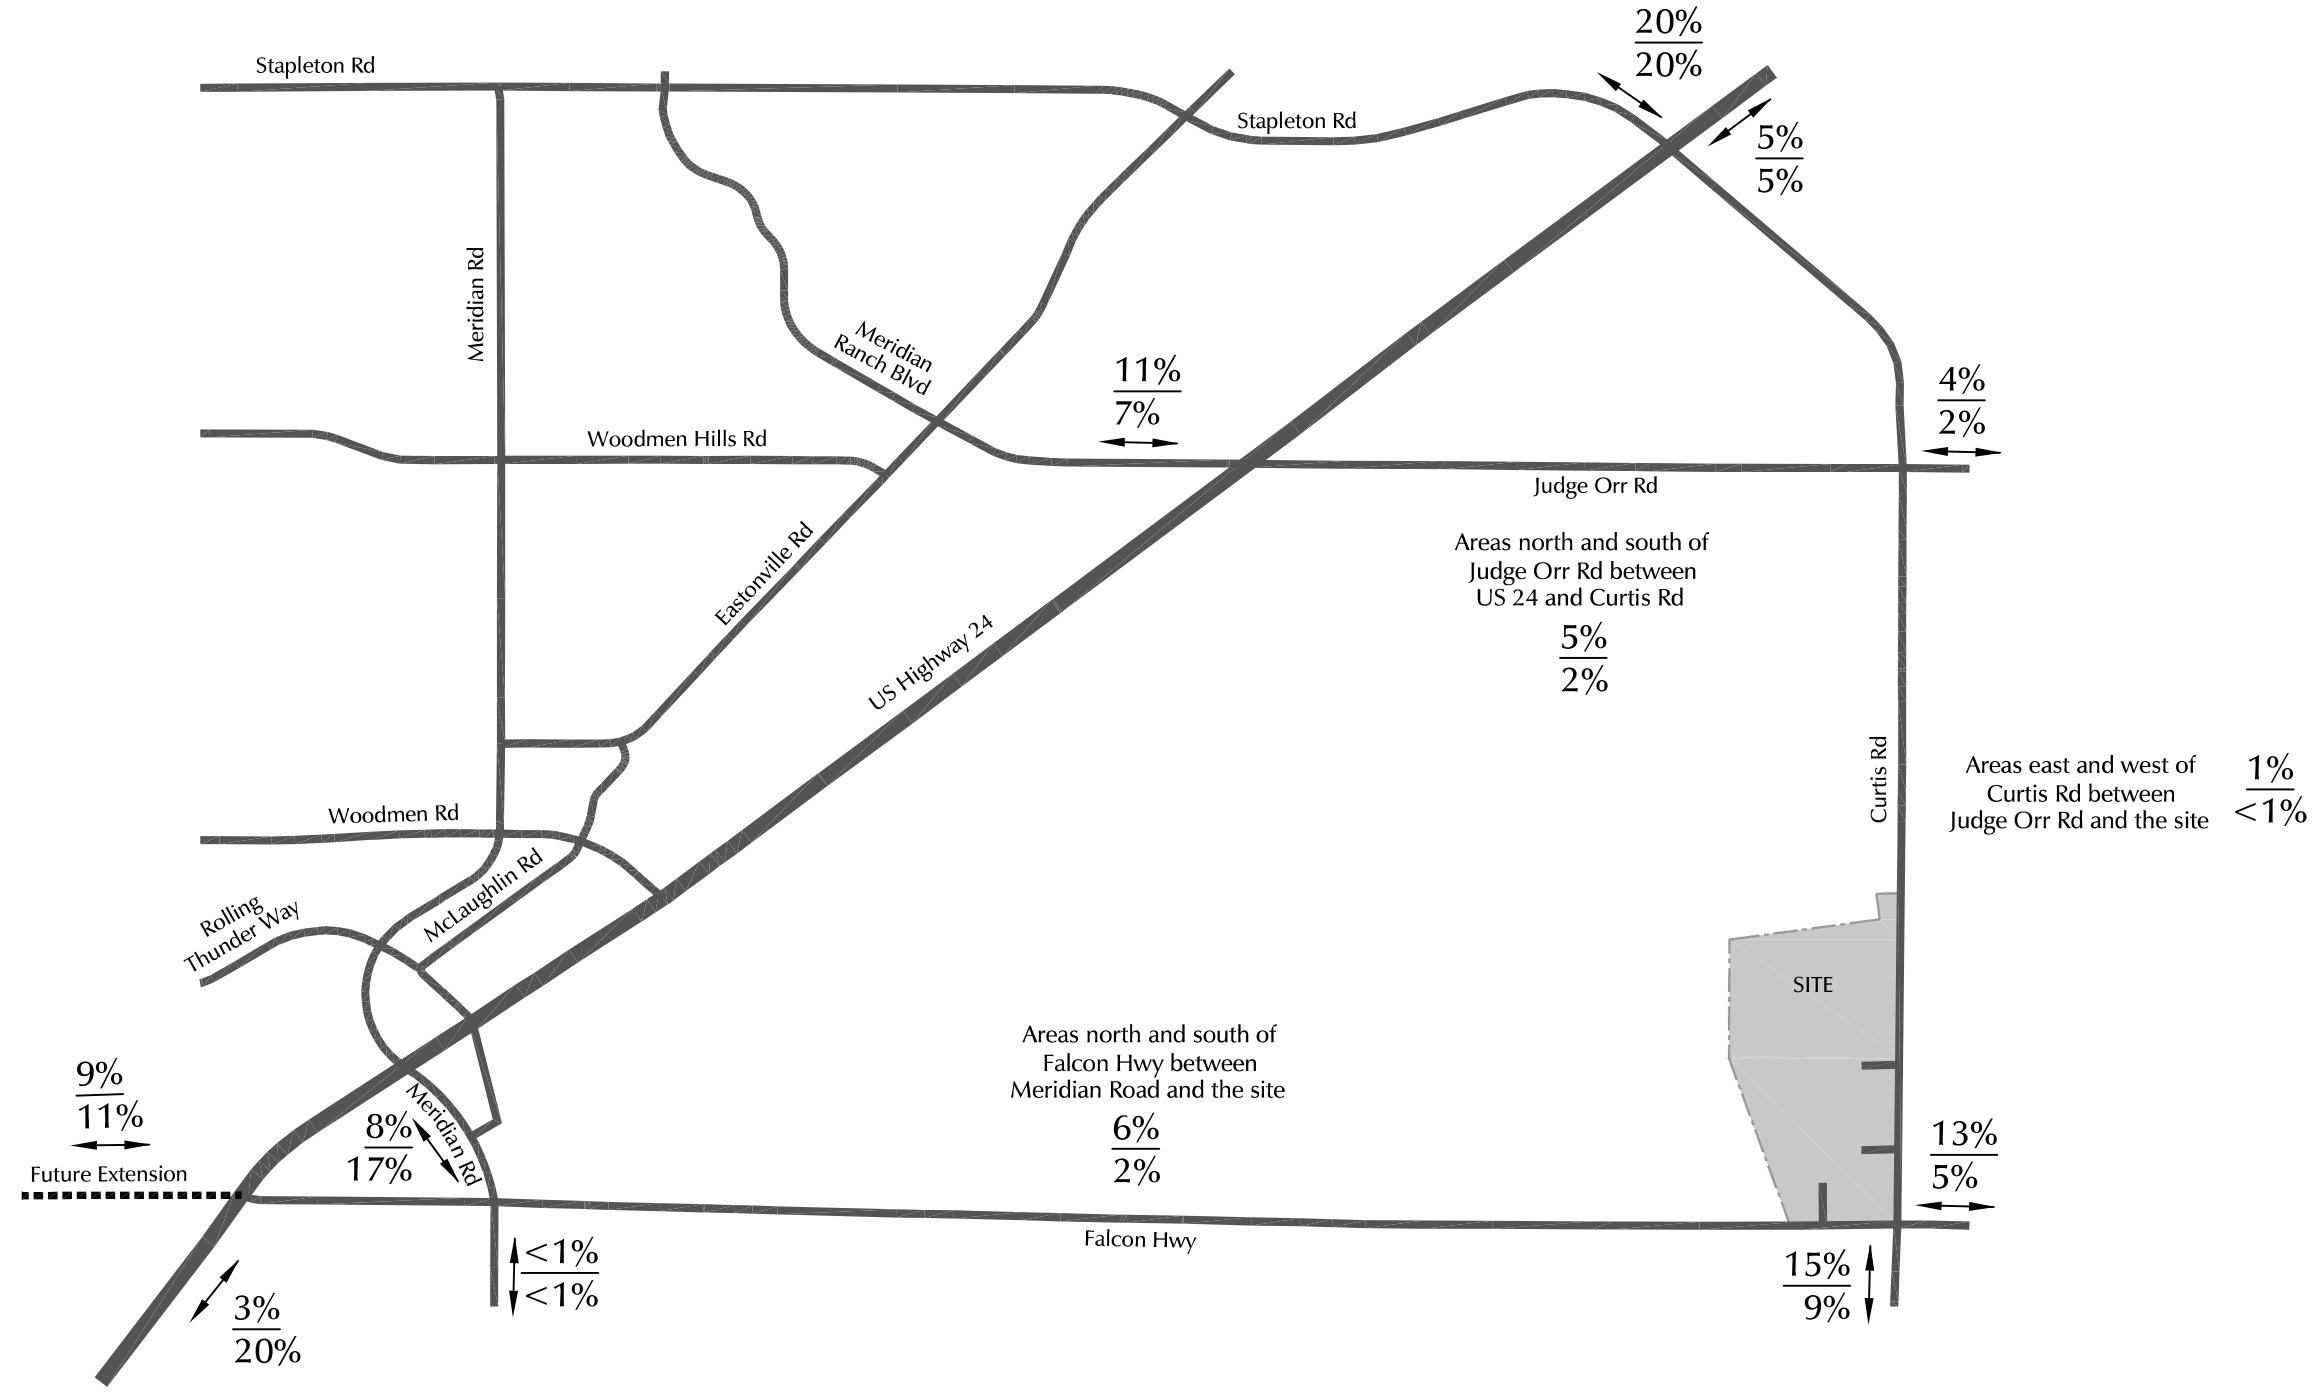 20%
20%
Stapleton Rd
Stapleton Rd
5%
5%
Meridian Rd
Meridian
Ranch Blvd
11%
7%
4%
2%
Woodmen Hills Rd
Judge Orr Rd
Areas north and south of
Judge Orr Rd between
US 24 and Curtis Rd
5%
2%
Eastonville Rd
US Highway 24
Curtis Rd
Areas east and west of
Curtis Rd between
Judge Orr Rd and the site
1%
<1%
Woodmen Rd
McLaughlin Rd
Rolling
Thunder Way
SITE
Areas north and south of
Falcon Hwy between
Meridian Road and the site
6%
2%
9%
11%
Future Extension
8%
17%
Meridian Rd
13%
5%
Falcon Hwy
<1%
<1%
15%
9%
3%
20%